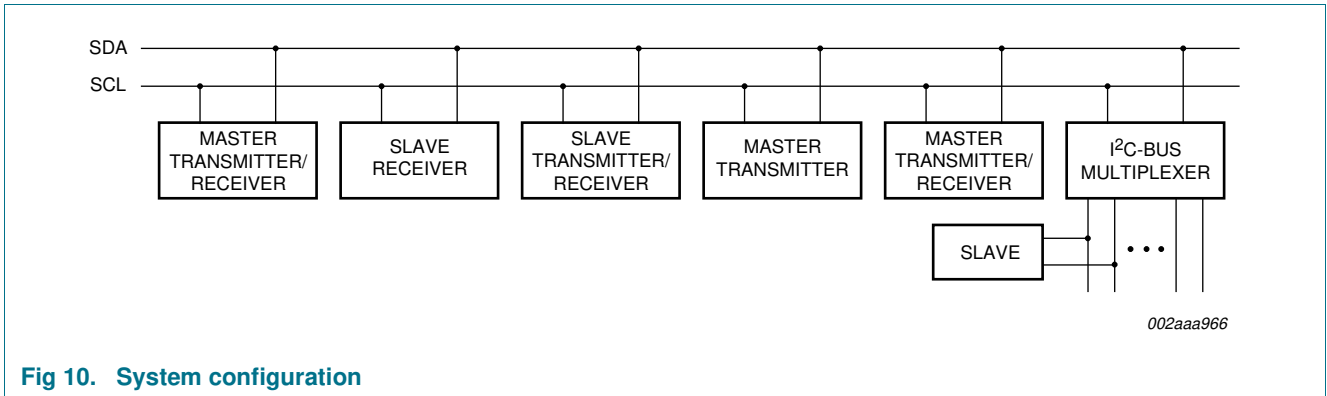 SDA
SCL
MASTER
TRANSMITTER/
RECEIVER
SLAVE
RECEIVER
SLAVE
TRANSMITTER/
RECEIVER
MASTER
TRANSMITTER
MASTER
TRANSMITTER/
RECEIVER
I²C-BUS
MULTIPLEXER
SLAVE
002aaa966
Fig 10. System configuration